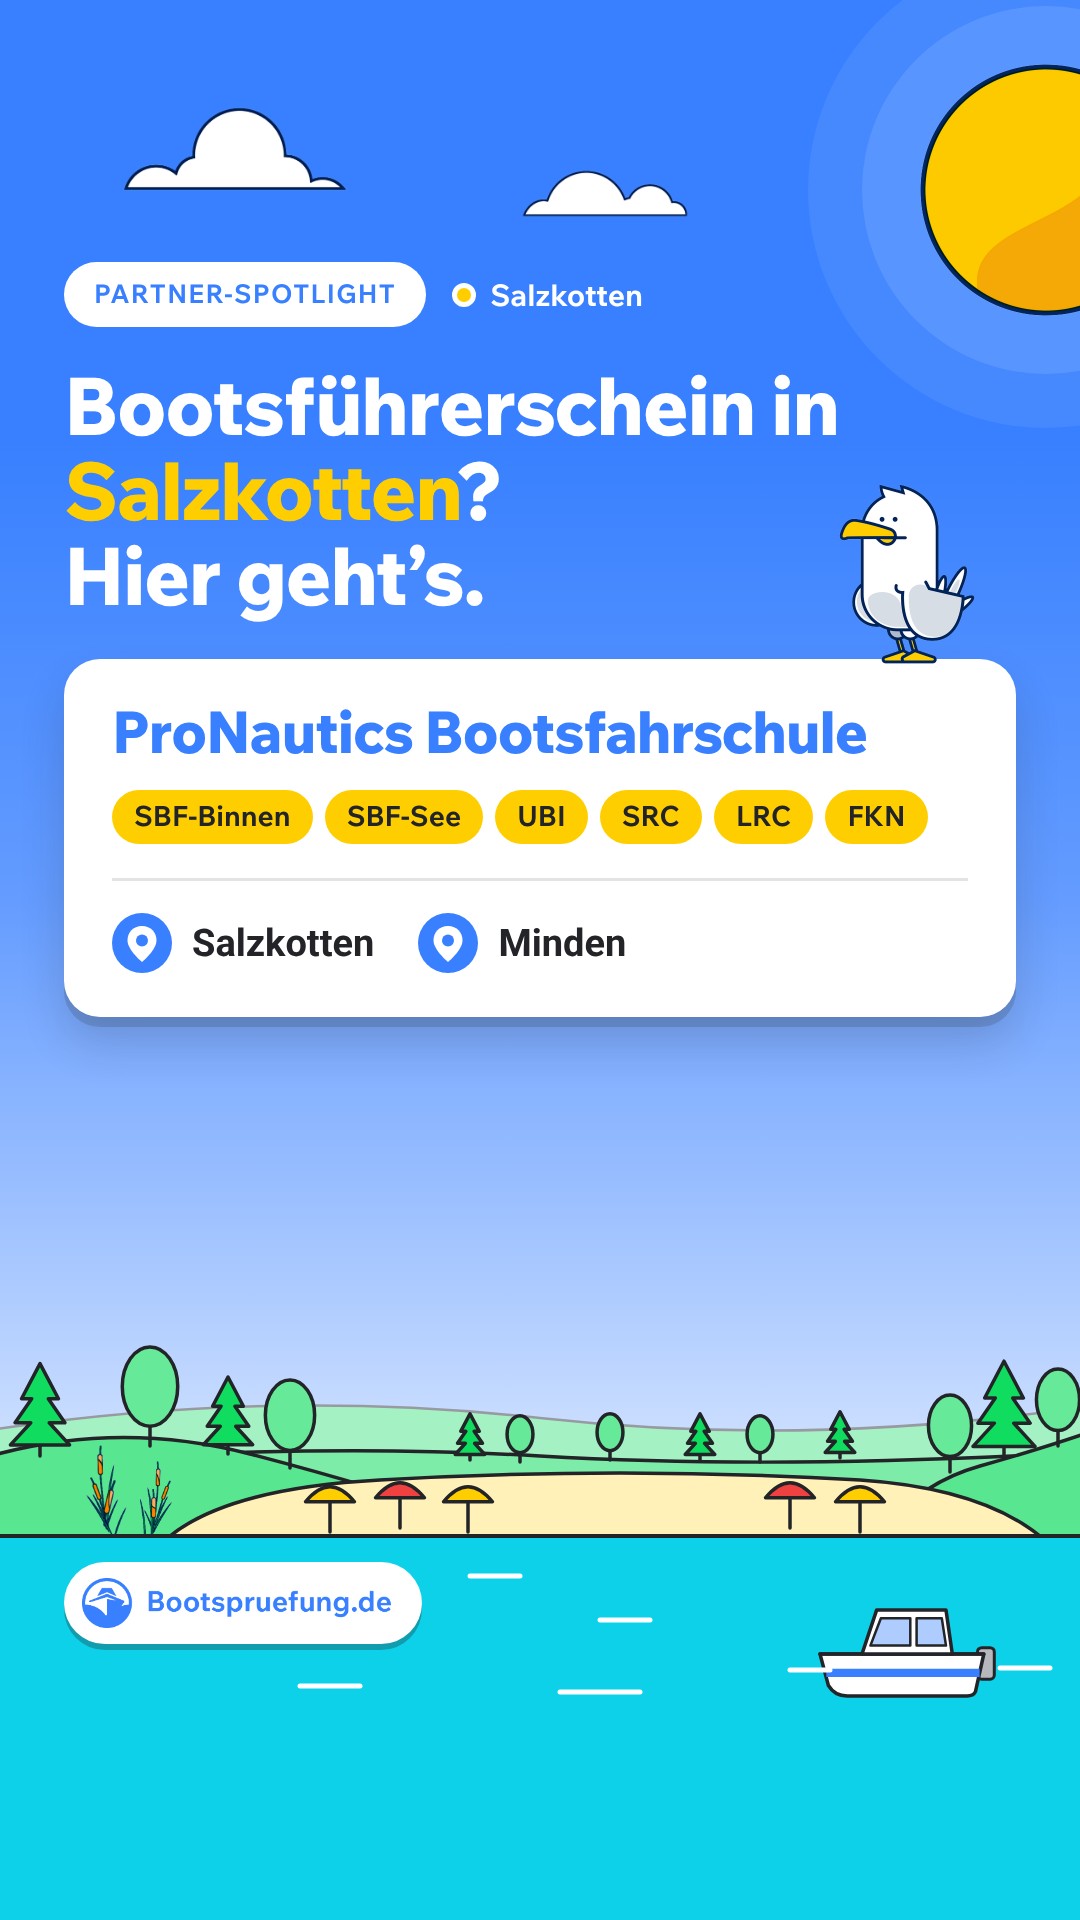 PARTNER-SPOTLIGHT Salzkotten
Bootsführerschein in
Salzkotten?
Hier geht’s.
ProNautics Bootsfahrschule
SBF-Binnen SBF-See UBI SRC LRC FKN
Salzkotten Minden
Bootspruefung.de